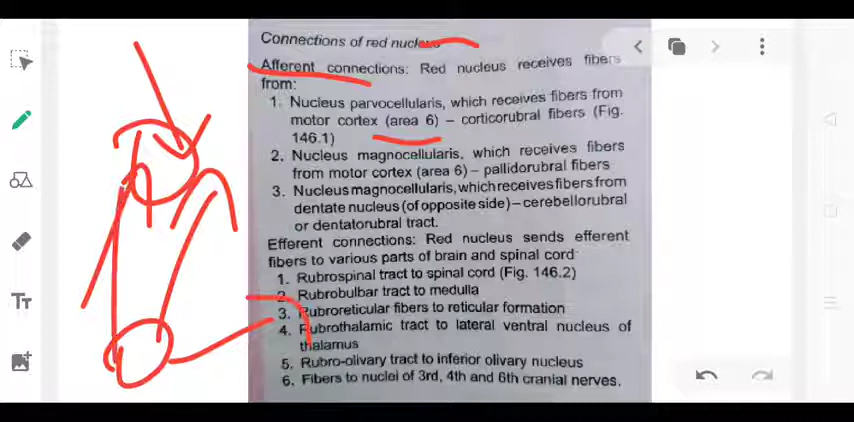 Connections of red nucleus
Afferent connections: Red nucleus receives fibers
from:
1. Nucleus parvocellularis, which receives fibers from
motor cortex (area 6) – corticorubral fibers (Fig.
146.1)
2. Nucleus magnocellularis, which receives fibers
from motor cortex (area 6) – pallidorubral fibers
3. Nucleus magnocellularis, which receives fibers from
dentate nucleus (of opposite side) – cerebellorubral
or dentatorubral tract.
Efferent connections: Red nucleus sends efferent
fibers to various parts of brain and spinal cord
1. Rubrospinal tract to spinal cord (Fig. 146.2)
2. Rubrobulbar tract to medulla
3. Rubroreticular fibers to reticular formation
4. Rubrothalamic tract to lateral ventral nucleus of
thalamus
5. Rubro-olivary tract to inferior olivary nucleus
6. Fibers to nuclei of 3rd, 4th and 6th cranial nerves.
TT